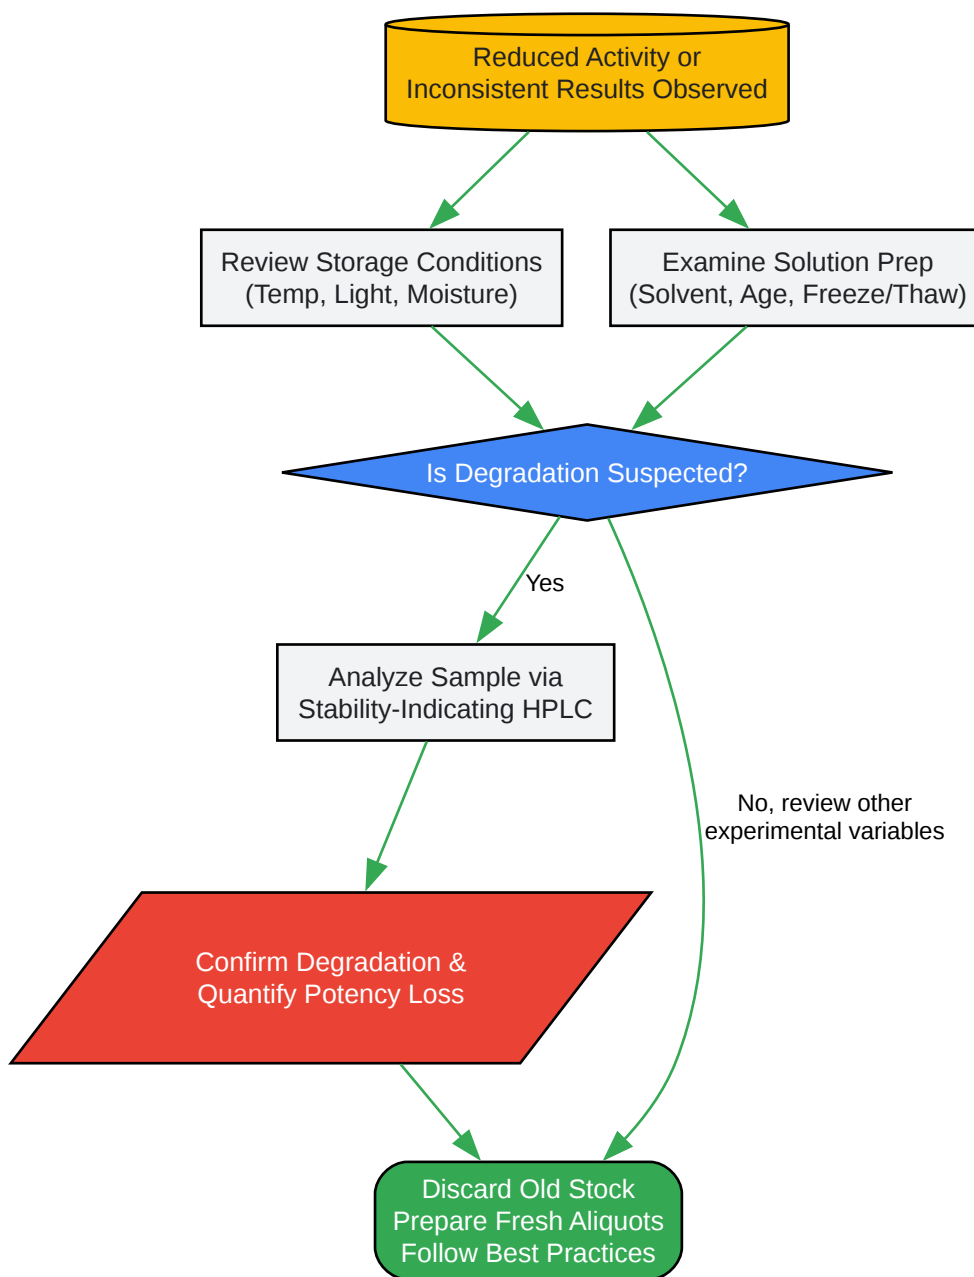 Reduced Activity or
Inconsistent Results Observed
Review Storage Conditions
(Temp, Light, Moisture)
Examine Solution Prep
(Solvent, Age, Freeze/Thaw)
Is Degradation Suspected?
Yes
Analyze Sample via
Stability-Indicating HPLC
No, review other
experimental variables
Confirm Degradation &
Quantify Potency Loss
Discard Old Stock
Prepare Fresh Aliquots
Follow Best Practices